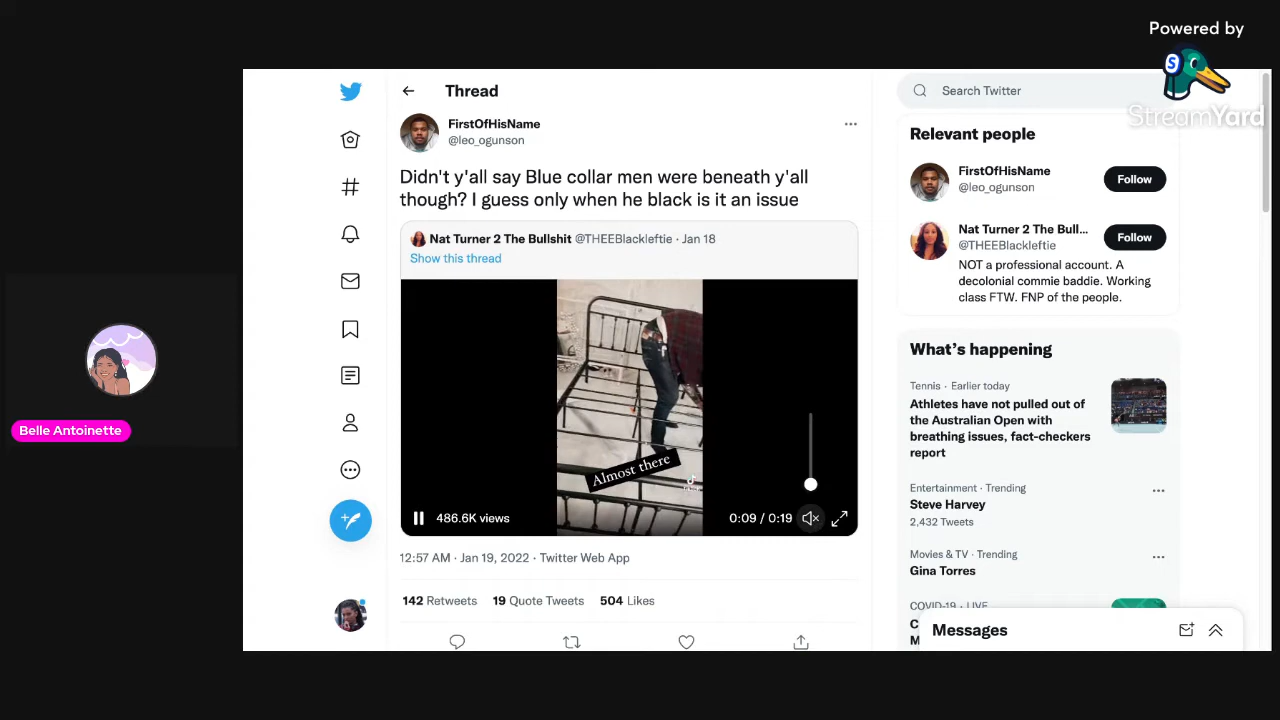 Powered by
StreamYard
Belle Antoinette
Thread
FirstOfHisName
@leo_ogunson
Didn't y'all say Blue collar men were beneath y'all
though? I guess only when he black is it an issue
Nat Turner 2 The Bullshit @THEEBlackleftie · Jan 18
Show this thread
Almost there
486.6K views
0:09 / 0:19
12:57 AM · Jan 19, 2022 · Twitter Web App
142 Retweets 19 Quote Tweets 504 Likes
Search Twitter
Relevant people
FirstOfHisName
@leo_ogunson
Follow
Nat Turner 2 The Bull...
@THEEBlackleftie
Follow
NOT a professional account. A
decolonial commie baddie. Working
class FTW. FNP of the people.
What's happening
Tennis · Earlier today
Athletes have not pulled out of
the Australian Open with
breathing issues, fact-checkers
report
Entertainment · Trending
Steve Harvey
2,432 Tweets
Movies & TV · Trending
Gina Torres
COVID-19 · LIVE
Messages